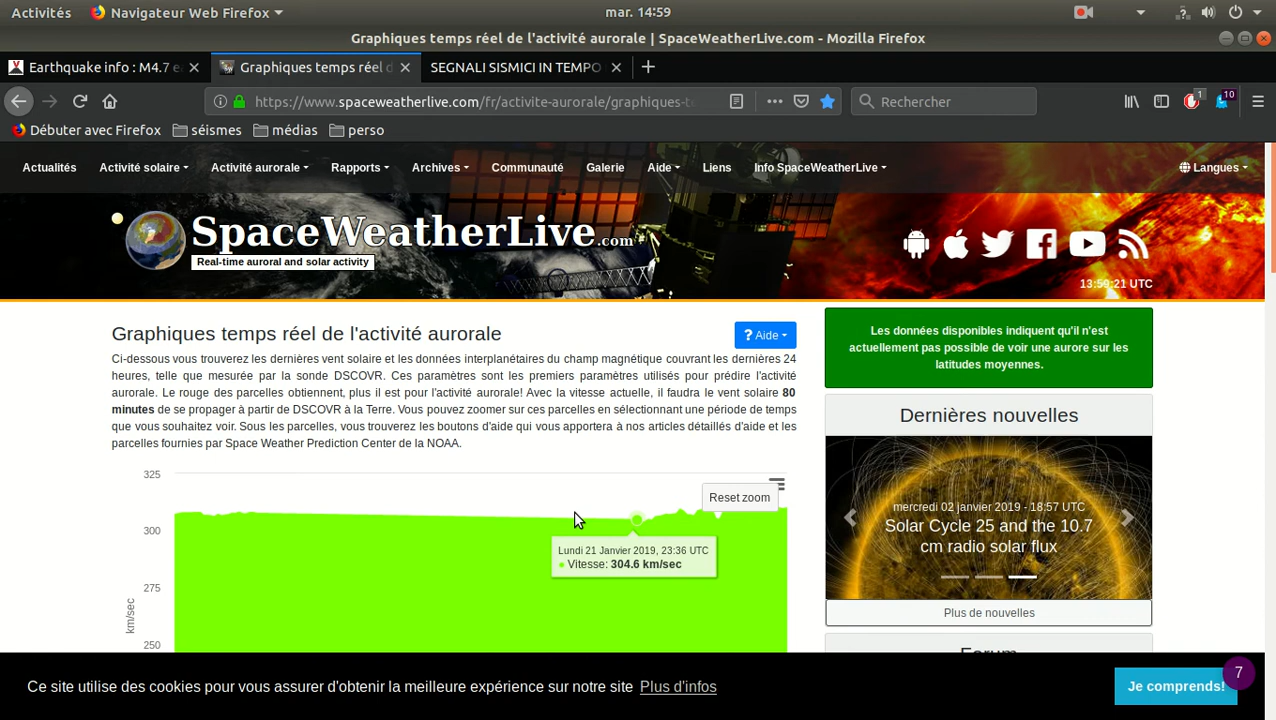 Activités Navigateur Web Firefox mar. 14:59
Graphiques temps réel de l'activité aurorale | SpaceWeatherLive.com - Mozilla Firefox
Earthquake info : M4.7 e Graphiques temps réel d SEGNALI SISMICI IN TEMPO
https://www.spaceweatherlive.com/fr/activite-aurorale/graphiques-te Rechercher 1 10
Débuter avec Firefox séismes médias perso
Actualités Activité solaire Activité aurorale Rapports Archives Communauté Galerie Aide Liens Info SpaceWeatherLive Langues
SpaceWeatherLive.com
Real-time auroral and solar activity
13:59:21 UTC
Graphiques temps réel de l'activité aurorale
? Aide
Ci-dessous vous trouverez les dernières vent solaire et les données interplanétaires du champ magnétique couvrant les dernières 24
heures, telle que mesurée par la sonde DSCOVR. Ces paramètres sont les premiers paramètres utilisés pour prédire l'activité
aurorale. Le rouge des parcelles obtiennent, plus il est pour l'activité aurorale! Avec la vitesse actuelle, il faudra le vent solaire 80
minutes de se propager à partir de DSCOVR à la Terre. Vous pouvez zoomer sur ces parcelles en sélectionnant une période de temps
que vous souhaitez voir. Sous les parcelles, vous trouverez les boutons d'aide qui vous apportera à nos articles détaillés d'aide et les
parcelles fournies par Space Weather Prediction Center de la NOAA.
325
Reset zoom
300
Lundi 21 Janvier 2019, 23:36 UTC
Vitesse: 304.6 km/sec
275
km/sec
250
Les données disponibles indiquent qu'il n'est
actuellement pas possible de voir une aurore sur les
latitudes moyennes.
Dernières nouvelles
mercredi 02 janvier 2019 - 18:57 UTC
Solar Cycle 25 and the 10.7
cm radio solar flux
Plus de nouvelles
Forum
Ce site utilise des cookies pour vous assurer d'obtenir la meilleure expérience sur notre site Plus d'infos
Je comprends! 7